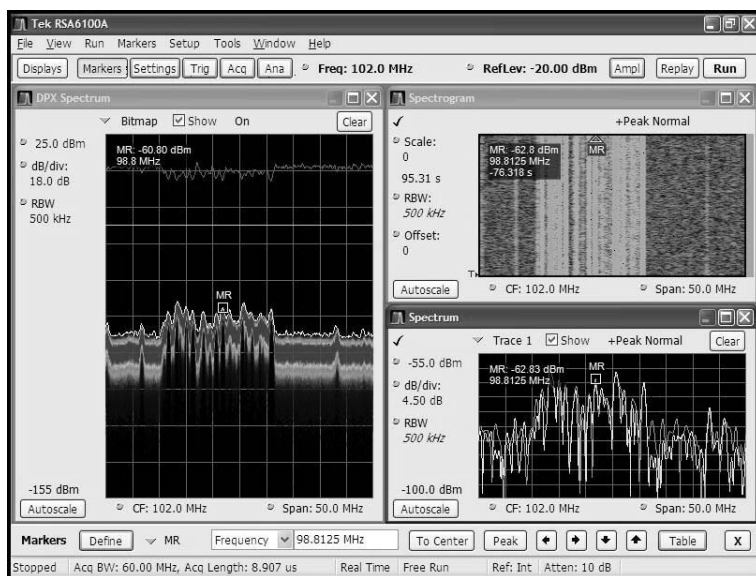 Tek RSA6100A
File View Run Markers Setup Tools Window Help
Displays Markers Settings Trig Acq Ana Freq: 102.0 MHz RefLev: -20.00 dBm Ampl Replay Run
DPX Spectrum
Bitmap Show On Clear
25.0 dBm
dB/div:
18.0 dB
RBW
500 kHz
MR: -60.80 dBm
98.8 MHz
MR
-155 dBm
Autoscale CF: 102.0 MHz Span: 50.0 MHz
Spectrogram
+Peak Normal
Scale:
0
95.31 s
RBW:
500 kHz
Offset:
0
MR: -62.8 dBm
98.8125 MHz
-76.318 s
MR
Autoscale CF: 102.0 MHz Span: 50.0 MHz
Spectrum
Trace 1 Show +Peak Normal Clear
-55.0 dBm
dB/div:
4.50 dB
RBW
500 kHz
MR: -62.83 dBm
98.8125 MHz
MR
-100.0 dBm
Autoscale CF: 102.0 MHz Span: 50.0 MHz
Markers Define MR Frequency 98.8125 MHz To Center Peak Table X
Stopped Acq BW: 60.00 MHz, Acq Length: 8.907 us Real Time Free Run Ref: Int Atten: 10 dB